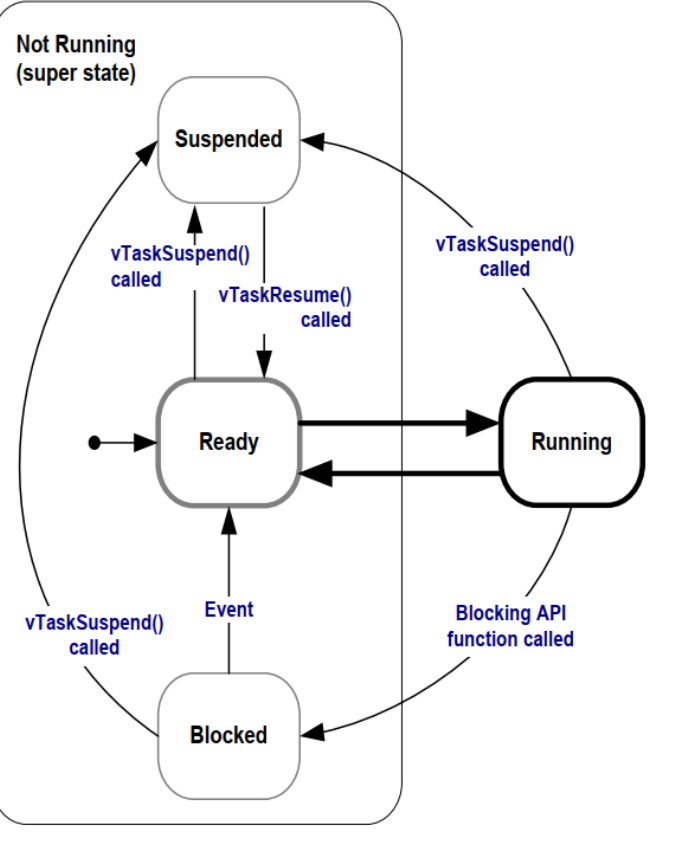 Not Running
(super state)
Suspended
vTaskSuspend()
called
vTaskResume()
called
vTaskSuspend()
called
Ready
Running
vTaskSuspend()
called
Event
Blocking API
function called
Blocked